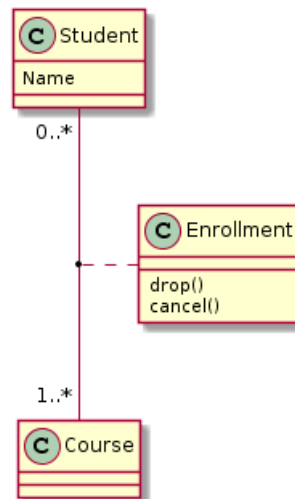 C Student
Name
0..*
C Enrollment
drop()
cancel()
1..*
C Course